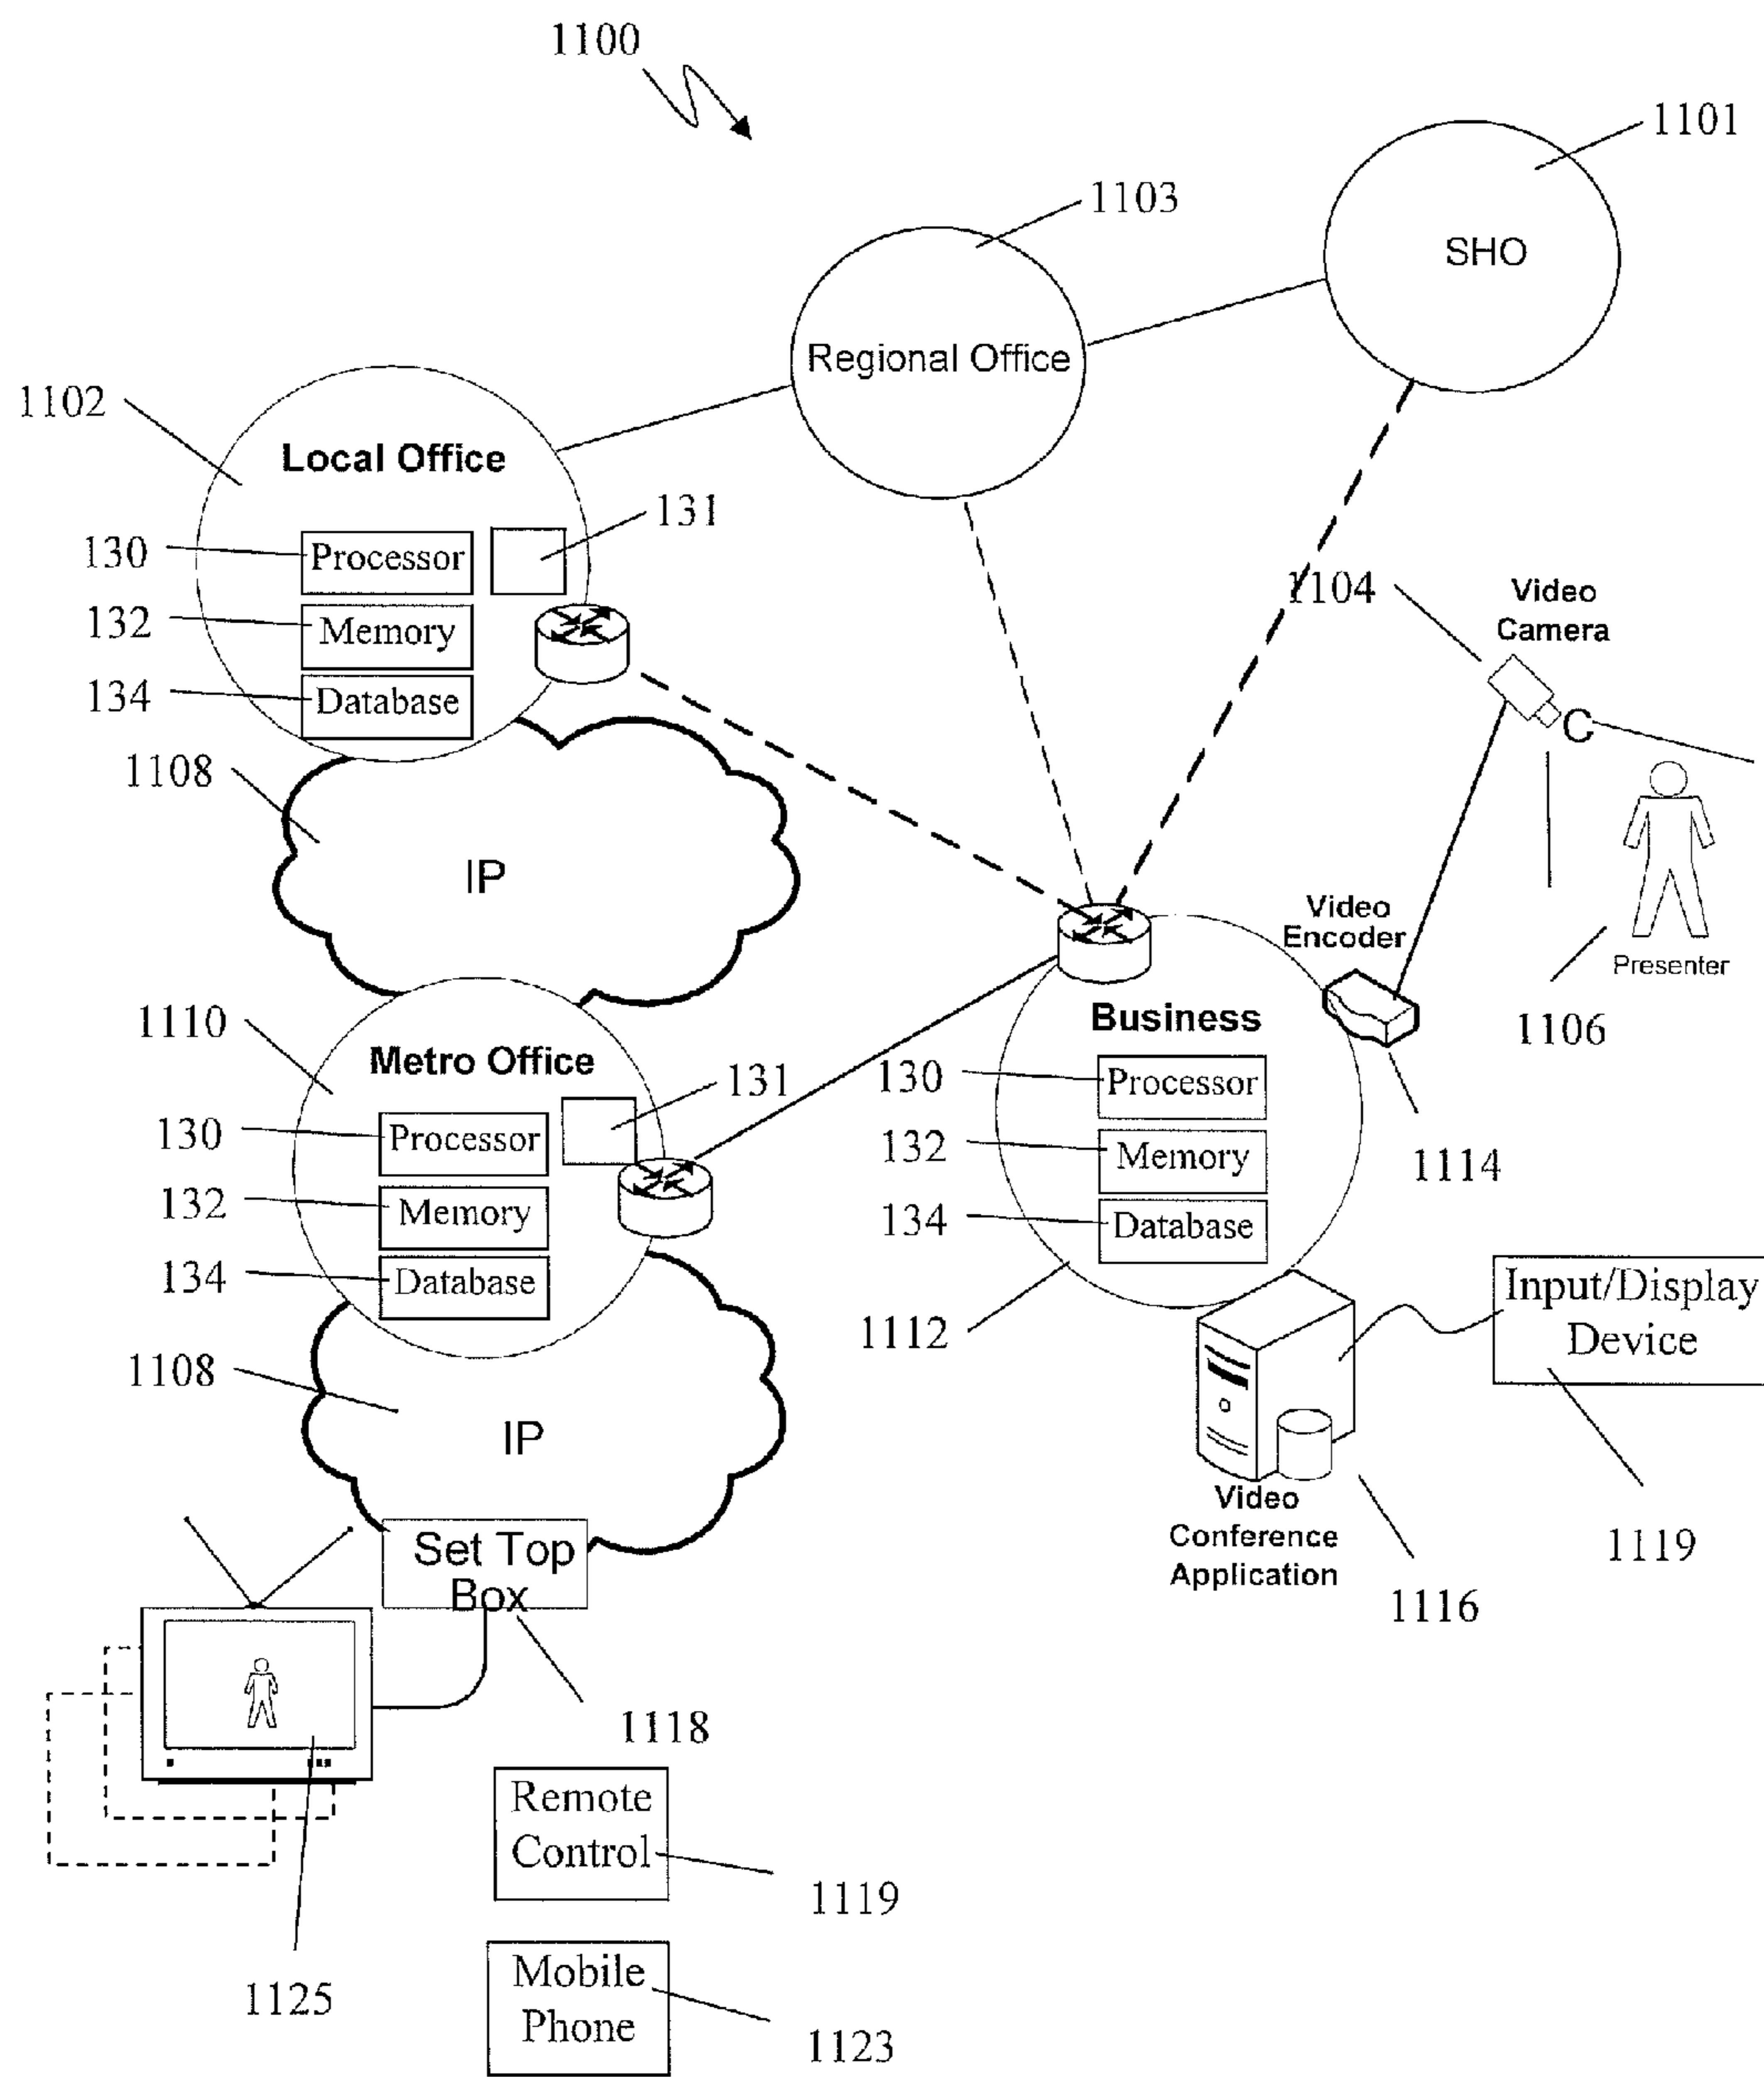 1100
1101
SHO
1103
Regional Office
1102
Local Office
131
130
Processor
132
Memory
134
Database
1104
Video
Camera
C
1108
IP
Video
Encoder
Presenter
1106
1110
Metro Office
131
130
Processor
132
Memory
134
Database
Business
130
Processor
132
Memory
134
Database
1114
1112
Input/Display
Device
1119
1108
IP
Video
Conference
Application
1116
Set Top
Box
1118
1125
Remote
Control
1119
Mobile
Phone
1123